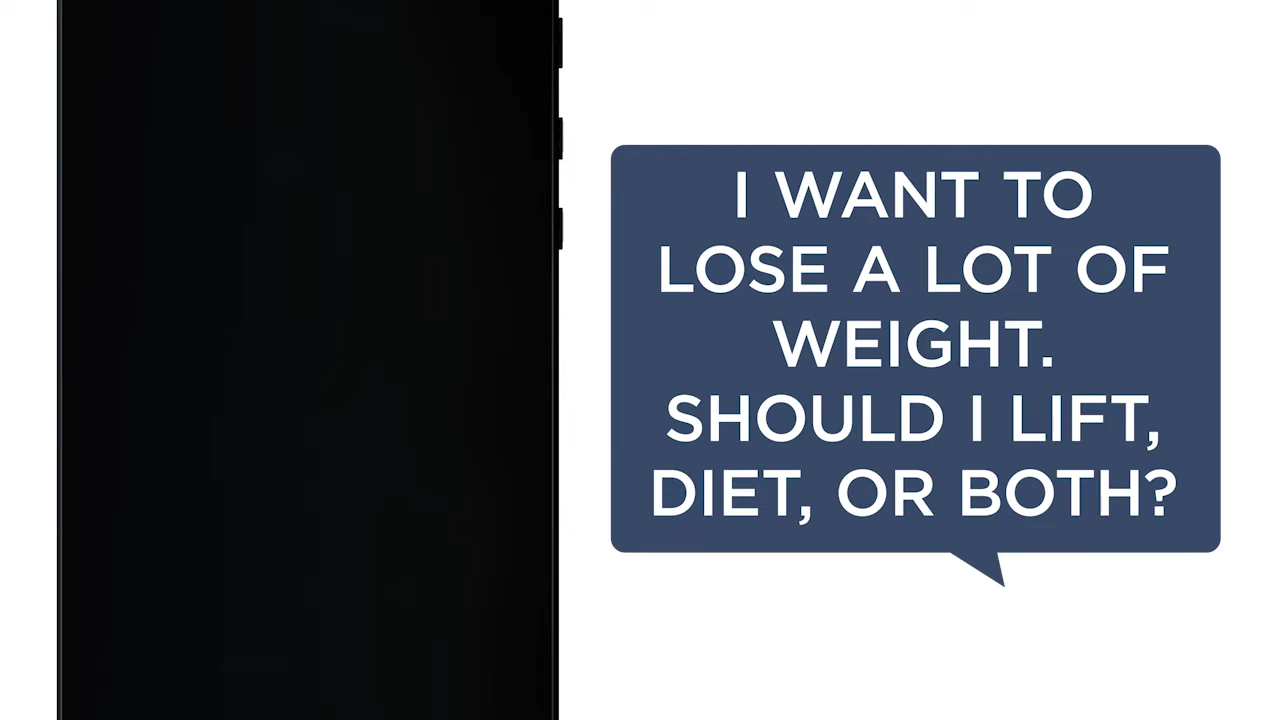 I WANT TO
LOSE A LOT OF
WEIGHT.
SHOULD I LIFT,
DIET, OR BOTH?